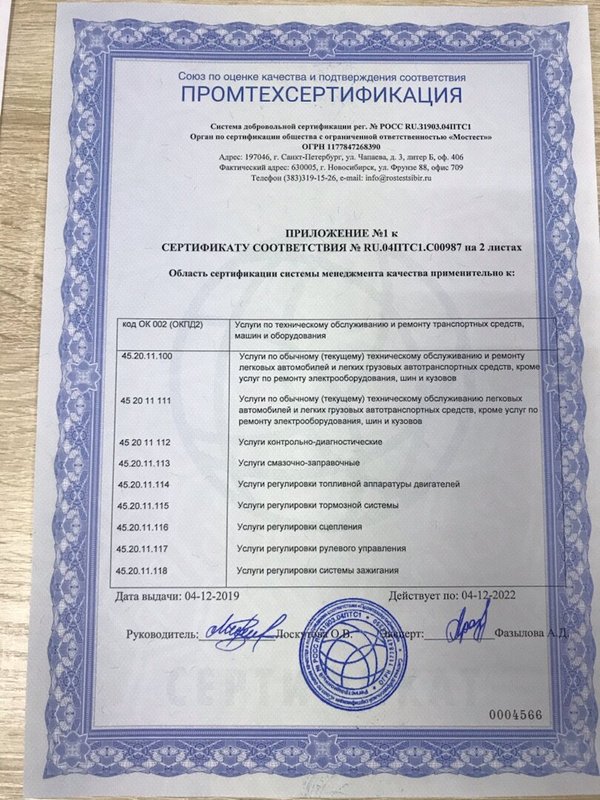 Союз по оценке качества и подтверждения соответствия
ПРОМТЕХСЕРТИФИКАЦИЯ
Система добровольной сертификации рег. № РОСС RU.31903.04ПТС1
Орган по сертификации общества с ограниченной ответственностью «Мостест»
ОГРН 1177847268390
Адрес: 197046, г. Санкт-Петербург, ул. Чапаева, д. 3, литер Б, оф. 406
Фактический адрес: 630005, г. Новосибирск, ул. Фрунзе 88, офис 709
Телефон (383)319-15-26, e-mail: info@rostestsibir.ru
ПРИЛОЖЕНИЕ №1 к
СЕРТИФИКАТУ СООТВЕТСТВИЯ № RU.04ПТС1.С00987 на 2 листах
Область сертификации системы менеджмента качества применительно к:
код ОК 002 (ОКПД2) Услуги по техническому обслуживанию и ремонту транспортных средств,
машин и оборудования
45.20.11.100 Услуги по обычному (текущему) техническому обслуживанию и ремонту
легковых автомобилей и легких грузовых автотранспортных средств, кроме
услуг по ремонту электрооборудования, шин и кузовов
45 20 11 111 Услуги по обычному (текущему) техническому обслуживанию легковых
автомобилей и легких грузовых автотранспортных средств, кроме услуг по
ремонту электрооборудования, шин и кузовов
45 20 11 112 Услуги контрольно-диагностические
45.20.11.113 Услуги смазочно-заправочные
45.20.11.114 Услуги регулировки топливной аппаратуры двигателей
45.20.11.115 Услуги регулировки тормозной системы
45.20.11.116 Услуги регулировки сцепления
45.20.11.117 Услуги регулировки рулевого управления
45.20.11.118 Услуги регулировки системы зажигания
Дата выдачи: 04-12-2019 Действует по: 04-12-2022
Руководитель: Лоскутова О.В. Эксперт: Фазылова А.Д.
0004566